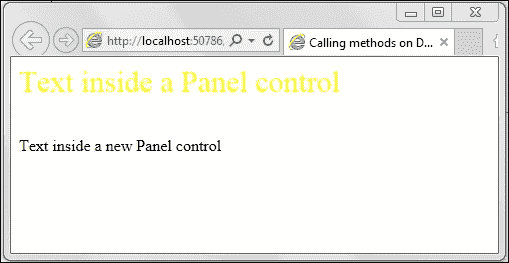 http://localhost:50786,
Calling methods on D...
Text inside a Panel control
Text inside a new Panel control